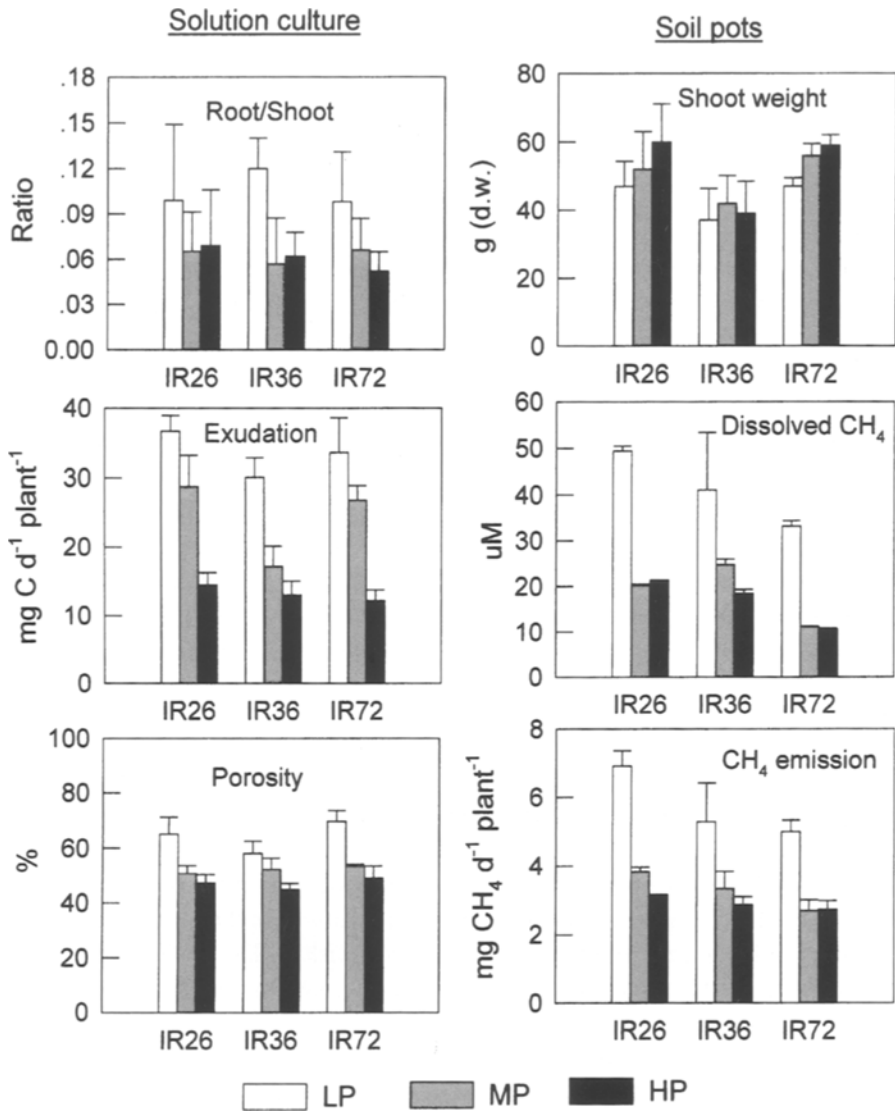 Solution culture
Soil pots
.18
.15
.12
.09
.06
.03
0.00
Ratio
Root/Shoot
IR26 IR36 IR72
80
60
40
20
0
g (d.w.)
Shoot weight
IR26 IR36 IR72
40
30
20
10
0
mg C d⁻¹ plant⁻¹
Exudation
IR26 IR36 IR72
60
50
40
30
20
10
0
uM
Dissolved CH₄
IR26 IR36 IR72
100
80
60
40
20
0
%
Porosity
IR26 IR36 IR72
8
6
4
2
0
mg CH₄ d⁻¹ plant⁻¹
CH₄ emission
IR26 IR36 IR72
LP MP HP